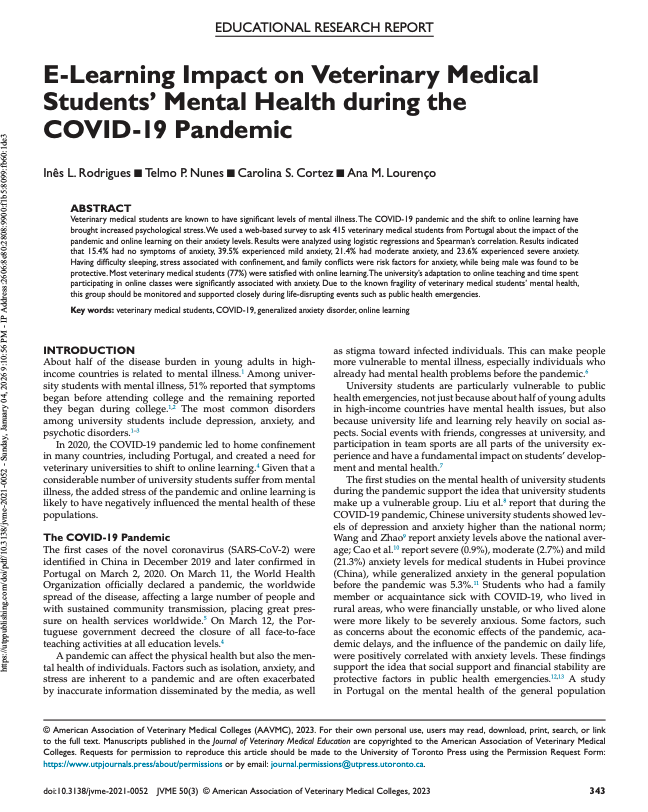 EDUCATIONAL RESEARCH REPORT
E-Learning Impact on Veterinary Medical
Students’ Mental Health during the
COVID-19 Pandemic
Inês L. Rodrigues ■ Telmo P. Nunes ■ Carolina S. Cortez ■ Ana M. Lourenço
ABSTRACT
Veterinary medical students are known to have significant levels of mental illness. The COVID-19 pandemic and the shift to online learning have
brought increased psychological stress. We used a web-based survey to ask 415 veterinary medical students from Portugal about the impact of the
pandemic and online learning on their anxiety levels. Results were analyzed using logistic regressions and Spearman’s correlation. Results indicated
that 15.4% had no symptoms of anxiety, 39.5% experienced mild anxiety, 21.4% had moderate anxiety, and 23.6% experienced severe anxiety.
Having difficulty sleeping, stress associated with confinement, and family conflicts were risk factors for anxiety, while being male was found to be
protective. Most veterinary medical students (77%) were satisfied with online learning. The university’s adaptation to online teaching and time spent
participating in online classes were significantly associated with anxiety. Due to the known fragility of veterinary medical students’ mental health,
this group should be monitored and supported closely during life-disrupting events such as public health emergencies.
Key words: veterinary medical students, COVID-19, generalized anxiety disorder, online learning
INTRODUCTION
About half of the disease burden in young adults in high-
income countries is related to mental illness.1 Among univer-
sity students with mental illness, 51% reported that symptoms
began before attending college and the remaining reported
they began during college.1,2 The most common disorders
among university students include depression, anxiety, and
psychotic disorders.1–3
In 2020, the COVID-19 pandemic led to home confinement
in many countries, including Portugal, and created a need for
veterinary universities to shift to online learning.4 Given that a
considerable number of university students suffer from mental
illness, the added stress of the pandemic and online learning is
likely to have negatively influenced the mental health of these
populations.
The COVID-19 Pandemic
The first cases of the novel coronavirus (SARS-CoV-2) were
identified in China in December 2019 and later confirmed in
Portugal on March 2, 2020. On March 11, the World Health
Organization officially declared a pandemic, the worldwide
spread of the disease, affecting a large number of people and
with sustained community transmission, placing great pres-
sure on health services worldwide.5 On March 12, the Por-
tuguese government decreed the closure of all face-to-face
teaching activities at all education levels.4
A pandemic can affect the physical health but also the men-
tal health of individuals. Factors such as isolation, anxiety, and
stress are inherent to a pandemic and are often exacerbated
by inaccurate information disseminated by the media, as well
as stigma toward infected individuals. This can make people
more vulnerable to mental illness, especially individuals who
already had mental health problems before the pandemic.6
University students are particularly vulnerable to public
health emergencies, not just because about half of young adults
in high-income countries have mental health issues, but also
because university life and learning rely heavily on social as-
pects. Social events with friends, congresses at university, and
participation in team sports are all parts of the university ex-
perience and have a fundamental impact on students’ develop-
ment and mental health.7
The first studies on the mental health of university students
during the pandemic support the idea that university students
make up a vulnerable group. Liu et al.8 report that during the
COVID-19 pandemic, Chinese university students showed lev-
els of depression and anxiety higher than the national norm;
Wang and Zhao9 report anxiety levels above the national aver-
age; Cao et al.10 report severe (0.9%), moderate (2.7%) and mild
(21.3%) anxiety levels for medical students in Hubei province
(China), while generalized anxiety in the general population
before the pandemic was 5.3%.11 Students who had a family
member or acquaintance sick with COVID-19, who lived in
rural areas, who were financially unstable, or who lived alone
were more likely to be severely anxious. Some factors, such
as concerns about the economic effects of the pandemic, aca-
demic delays, and the influence of the pandemic on daily life,
were positively correlated with anxiety levels. These findings
support the idea that social support and financial stability are
protective factors in public health emergencies.12,13 A study
in Portugal on the mental health of the general population
© American Association of Veterinary Medical Colleges (AAVMC), 2023. For their own personal use, users may read, download, print, search, or link
to the full text. Manuscripts published in the Journal of Veterinary Medical Education are copyrighted to the American Association of Veterinary Medical
Colleges. Requests for permission to reproduce this article should be made to the University of Toronto Press using the Permission Request Form:
https://www.utpjournals.press/about/permissions or by email: journal.permissions@utpress.utoronto.ca.
doi:10.3138/jvme-2021-0052 JVME 50(3) © American Association of Veterinary Medical Colleges, 2023
343
https://utppublishing.com/doi/pdf/10.3138/jvme-2021-0052 - Sunday, January 04, 2026 9:10:56 PM - IP Address:2606:8e80:2808:9900:f1b5:8099:fb60:1de3